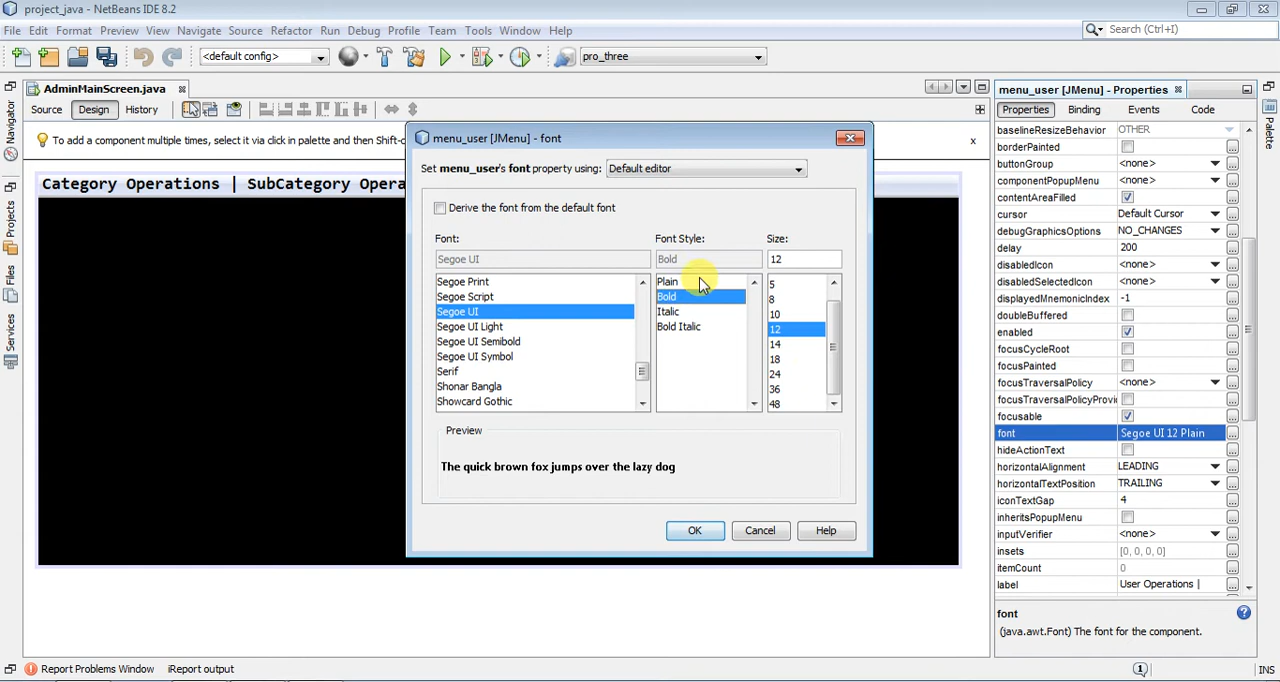 project_java - NetBeans IDE 8.2
File Edit Format Preview View Navigate Source Refactor Run Debug Profile Team Tools Window Help
Search (Ctrl+I)
<default config>
pro_three
AdminMainScreen.java
Source Design History
To add a component multiple times, select it via click in palette and then Shift-c
x
Category Operations | SubCategory Opera
Navigator
Projects
Files
Services
menu_user [JMenu] - font
Set menu_user's font property using: Default editor
Derive the font from the default font
Font: Font Style: Size:
Segoe UI Bold 12
Segoe Print
Segoe Script
Segoe UI
Segoe UI Light
Segoe UI Semibold
Segoe UI Symbol
Serif
Shonar Bangla
Showcard Gothic
Plain
Bold
Italic
Bold Italic
5
8
10
12
14
18
24
36
48
Preview
The quick brown fox jumps over the lazy dog
OK Cancel Help
menu_user [JMenu] - Properties
Properties Binding Events Code
baselineResizeBehavior OTHER
borderPainted
buttonGroup <none>
componentPopupMenu <none>
contentAreaFilled
cursor Default Cursor
debugGraphicsOptions NO_CHANGES
delay 200
disabledIcon <none>
disabledSelectedIcon <none>
displayedMnemonicIndex -1
doubleBuffered
enabled
focusCycleRoot
focusPainted
focusTraversalPolicy <none>
focusTraversalPolicyProvi
focusable
font Segoe UI 12 Plain
hideActionText
horizontalAlignment LEADING
horizontalTextPosition TRAILING
iconTextGap 4
inheritsPopupMenu
inputVerifier <none>
insets [0, 0, 0, 0]
itemCount 0
label User Operations |
font
(java.awt.Font) The font for the component.
Palette
Report Problems Window iReport output
1
INS